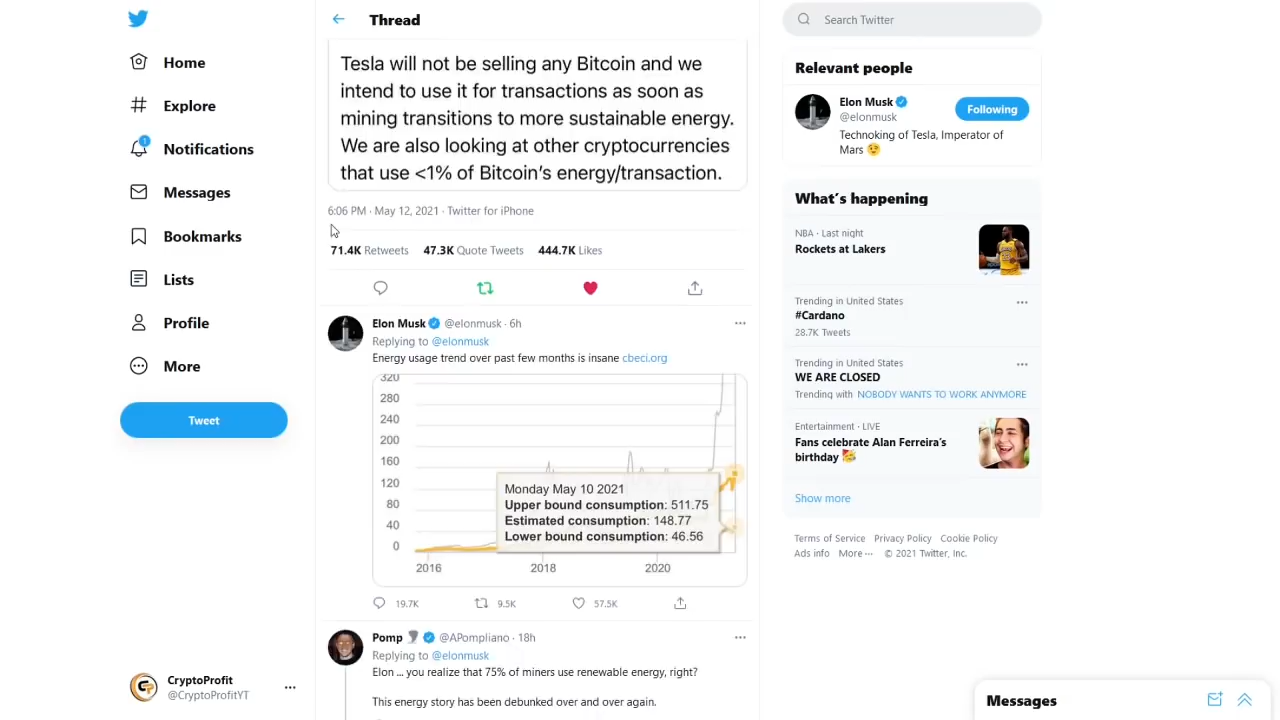 Home
Explore
1
Notifications
Messages
Bookmarks
Lists
Profile
More
Tweet
CryptoProfit
@CryptoProfitYT
Thread
Tesla will not be selling any Bitcoin and we
intend to use it for transactions as soon as
mining transitions to more sustainable energy.
We are also looking at other cryptocurrencies
that use <1% of Bitcoin's energy/transaction.
6:06 PM · May 12, 2021 · Twitter for iPhone
71.4K Retweets 47.3K Quote Tweets 444.7K Likes
Elon Musk @elonmusk · 6h
Replying to @elonmusk
Energy usage trend over past few months is insane cbeci.org
320
280
240
200
160
120
80
40
0
Monday May 10 2021
Upper bound consumption: 511.75
Estimated consumption: 148.77
Lower bound consumption: 46.56
2016 2018 2020
19.7K 9.5K 57.5K
Pomp @APompliano · 18h
Replying to @elonmusk
Elon ... you realize that 75% of miners use renewable energy, right?
This energy story has been debunked over and over again.
Search Twitter
Relevant people
Elon Musk
@elonmusk
Following
Technoking of Tesla, Imperator of
Mars 😉
What's happening
NBA · Last night
Rockets at Lakers
Trending in United States
#Cardano
28.7K Tweets
Trending in United States
WE ARE CLOSED
Trending with NOBODY WANTS TO WORK ANYMORE
Entertainment · LIVE
Fans celebrate Alan Ferreira's
birthday 🥳
Show more
Terms of Service Privacy Policy Cookie Policy
Ads info More ··· © 2021 Twitter, Inc.
Messages